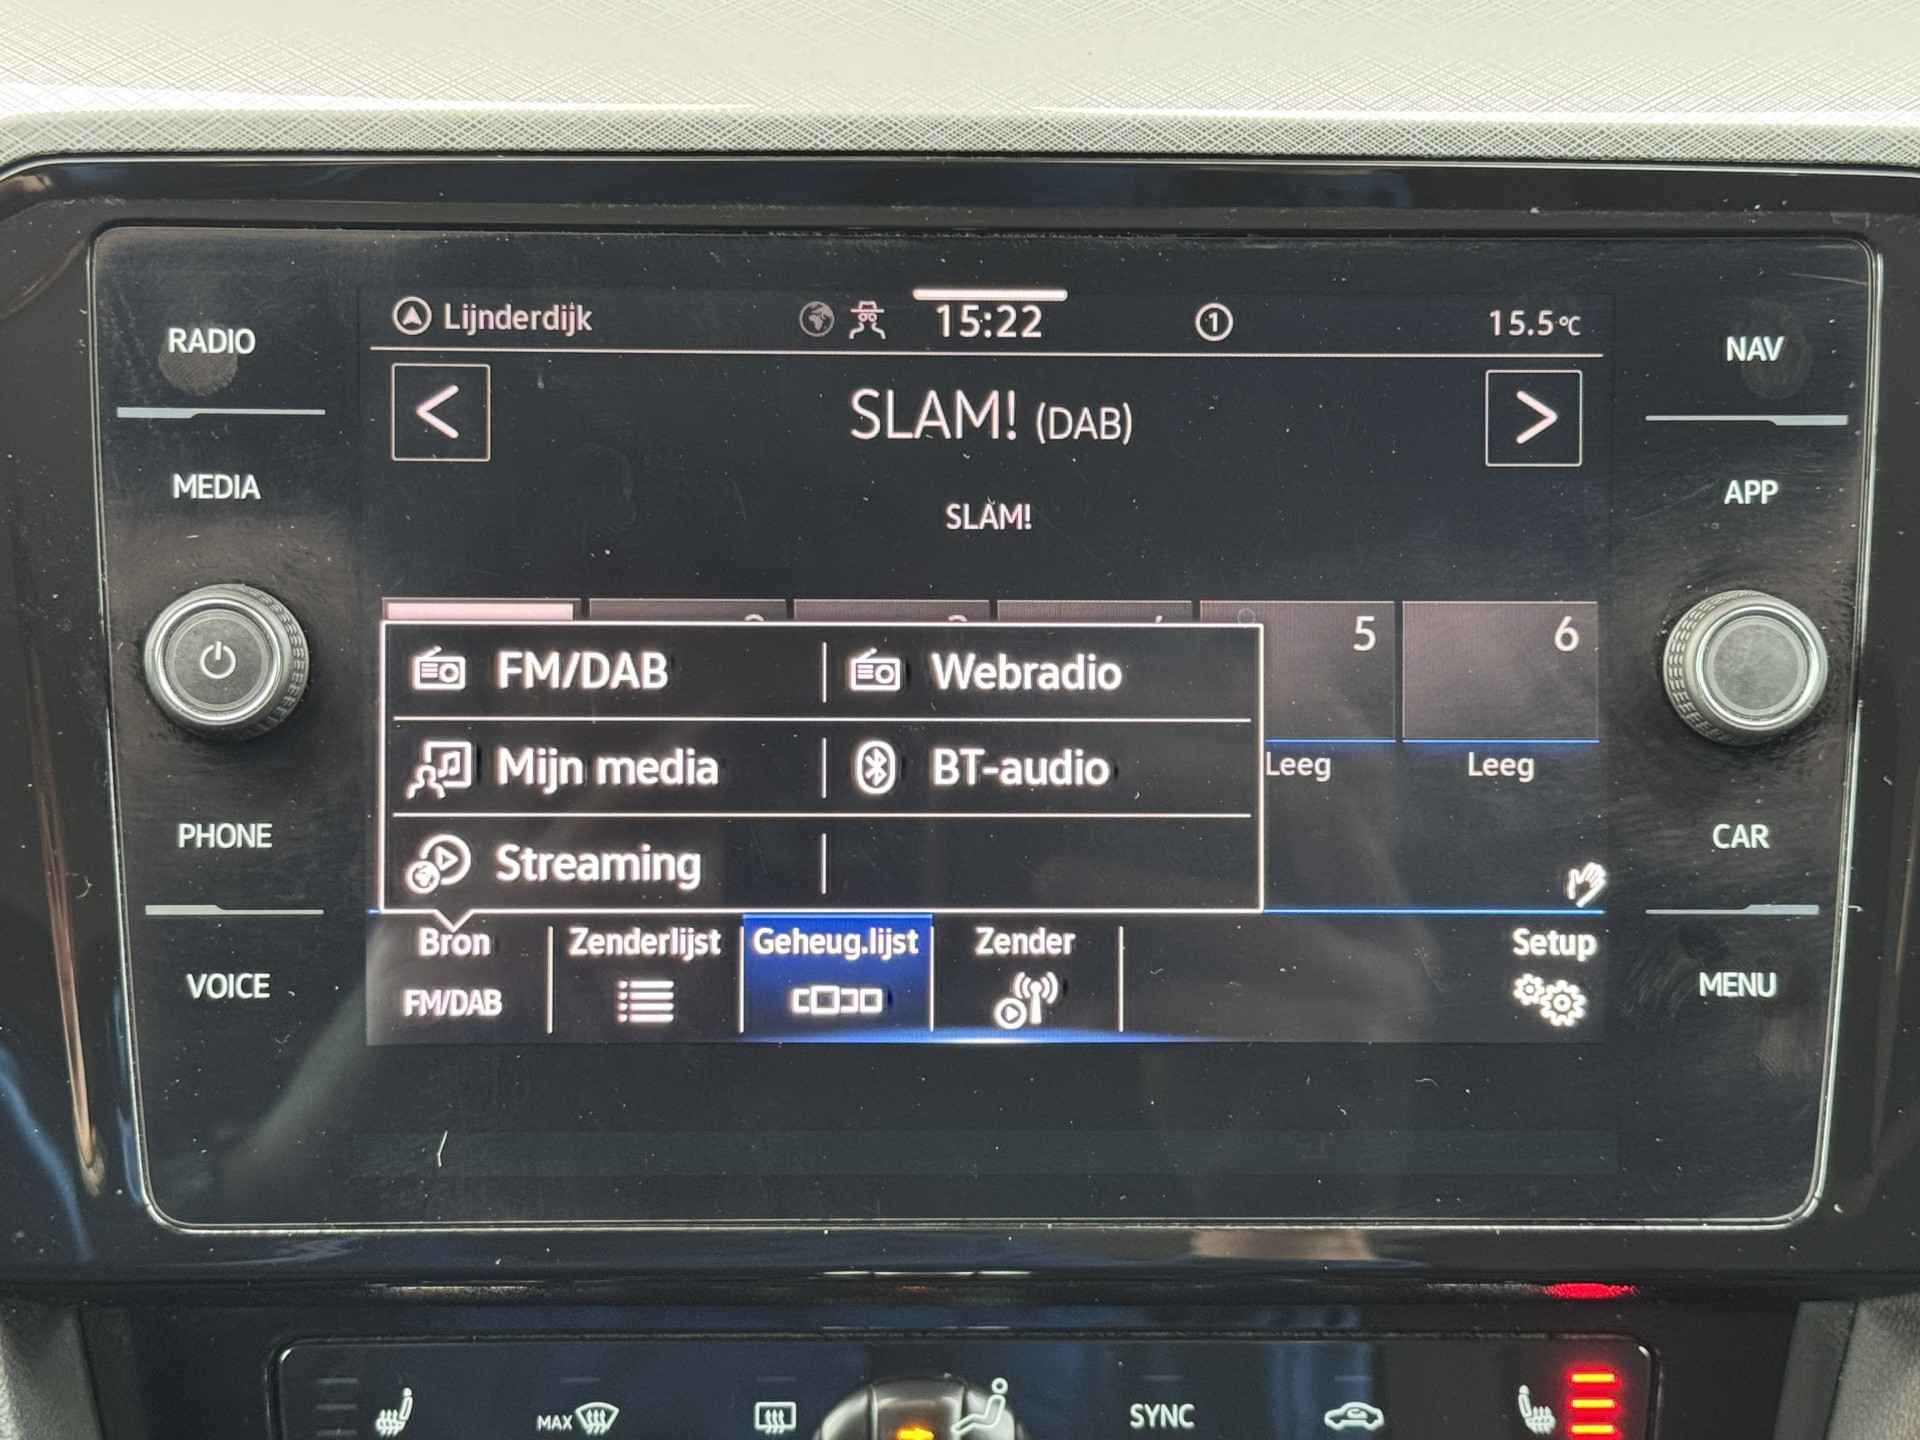 RADIO
MEDIA
PHONE
VOICE
Lijnderdijk
15:22
1
15.5°C
<
SLAM! (DAB)
>
SLAM!
5
6
FM/DAB
Webradio
Mijn media
BT-audio
Streaming
Leeg
Leeg
Bron
Zenderlijst
Geheug.lijst
Zender
Setup
FM/DAB
NAV
APP
CAR
MENU
MAX
SYNC